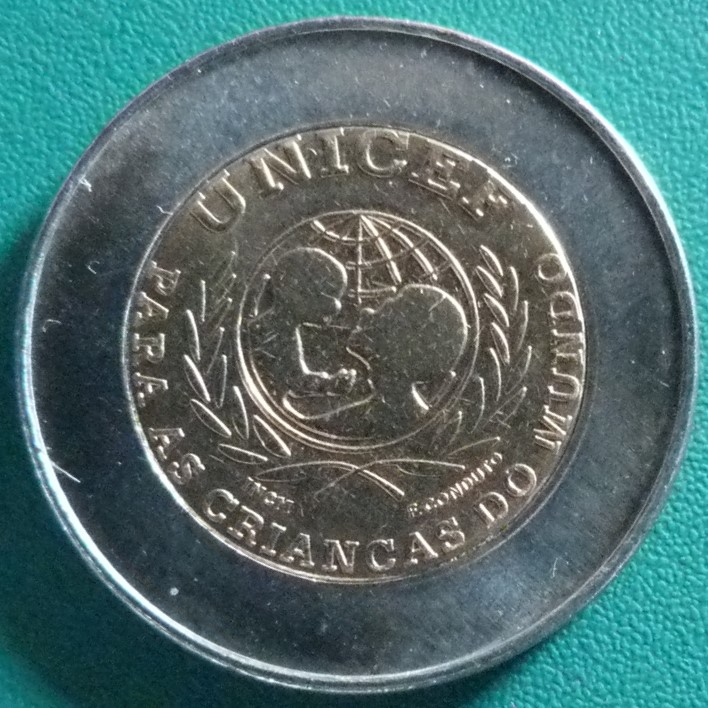 UNICEF
PARA AS CRIANCAS DO MUNDO
INCM
F.CONDUTO